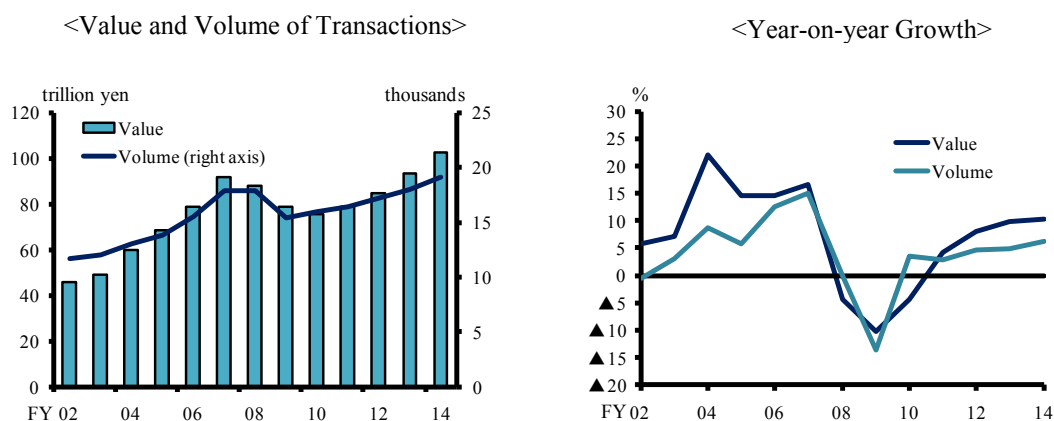 <Value and Volume of Transactions>
trillion yen
thousands
120
100
80
60
40
20
0
25
20
15
10
5
0
Value
Volume (right axis)
FY 02 04 06 08 10 12 14
<Year-on-year Growth>
%
30
25
20
15
10
5
0
▲ 5
▲ 10
▲ 15
▲ 20
Value
Volume
FY 02 04 06 08 10 12 14